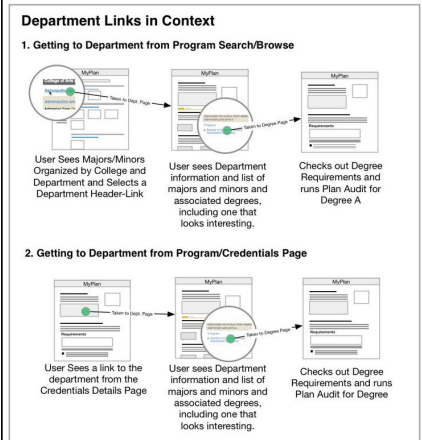 Department Links in Context
1. Getting to Department from Program Search/Browse
MyPlan
MyPlan
MyPlan
Taken to Dept. Page
Taken to Degree Page
Requirements
User Sees Majors/Minors
Organized by College and
Department and Selects a
Department Header-Link
User sees Department
information and list of
majors and minors and
associated degrees,
including one that
looks interesting.
Checks out Degree
Requirements and
runs Plan Audit for
Degree A
2. Getting to Department from Program/Credentials Page
MyPlan
MyPlan
MyPlan
Requirements
Taken to Dept. Page
Taken to Degree Page
Requirements
User Sees a link to the
department from the
Credentials Details Page
User sees Department
information and list of
majors and minors and
associated degrees,
including one that
looks interesting.
Checks out Degree
Requirements and runs
Plan Audit for Degree